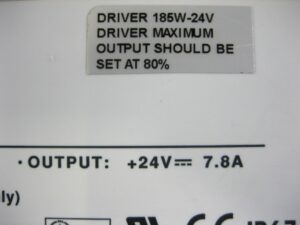 DRIVER 185W-24V
DRIVER MAXIMUM
OUTPUT SHOULD BE
SET AT 80%
· OUTPUT: +24V⎓ 7.8A
ly)